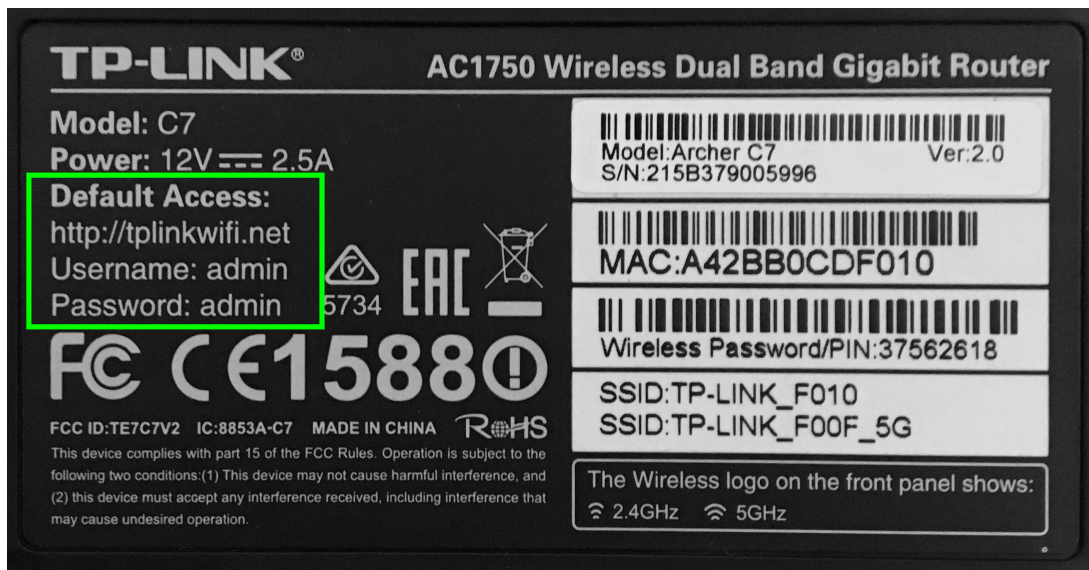 TP-LINK®
AC1750 Wireless Dual Band Gigabit Router
Model: C7
Power: 12V 2.5A
Default Access:
http://tplinkwifi.net
Username: admin
Password: admin
5734
EAC
FC CE1588
FCC ID:TE7C7V2 IC:8853A-C7 MADE IN CHINA RoHS
This device complies with part 15 of the FCC Rules. Operation is subject to the
following two conditions:(1) This device may not cause harmful interference, and
(2) this device must accept any interference received, including interference that
may cause undesired operation.
Model:Archer C7 Ver:2.0
S/N:215B379005996
MAC:A42BB0CDF010
Wireless Password/PIN:37562618
SSID:TP-LINK_F010
SSID:TP-LINK_F00F_5G
The Wireless logo on the front panel shows:
2.4GHz 5GHz